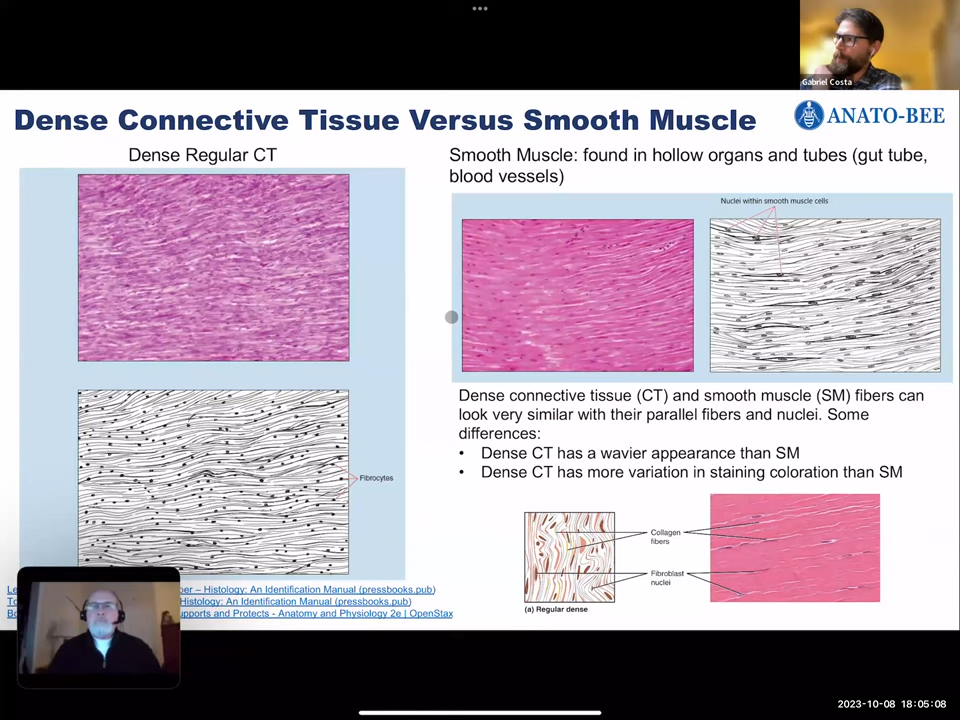 Gabriel Costa
Dense Connective Tissue Versus Smooth Muscle
ANATO-BEE
Dense Regular CT
Smooth Muscle: found in hollow organs and tubes (gut tube,
blood vessels)
Nuclei within smooth muscle cells
Dense connective tissue (CT) and smooth muscle (SM) fibers can
look very similar with their parallel fibers and nuclei. Some
differences:
• Dense CT has a wavier appearance than SM
• Dense CT has more variation in staining coloration than SM
Fibrocytes
Collagen
fibers
Fibroblast
nuclei
(a) Regular dense
– Histology: An Identification Manual (pressbooks.pub)
Histology: An Identification Manual (pressbooks.pub)
and Protects - Anatomy and Physiology 2e | OpenStax
2023-10-08 18:05:08